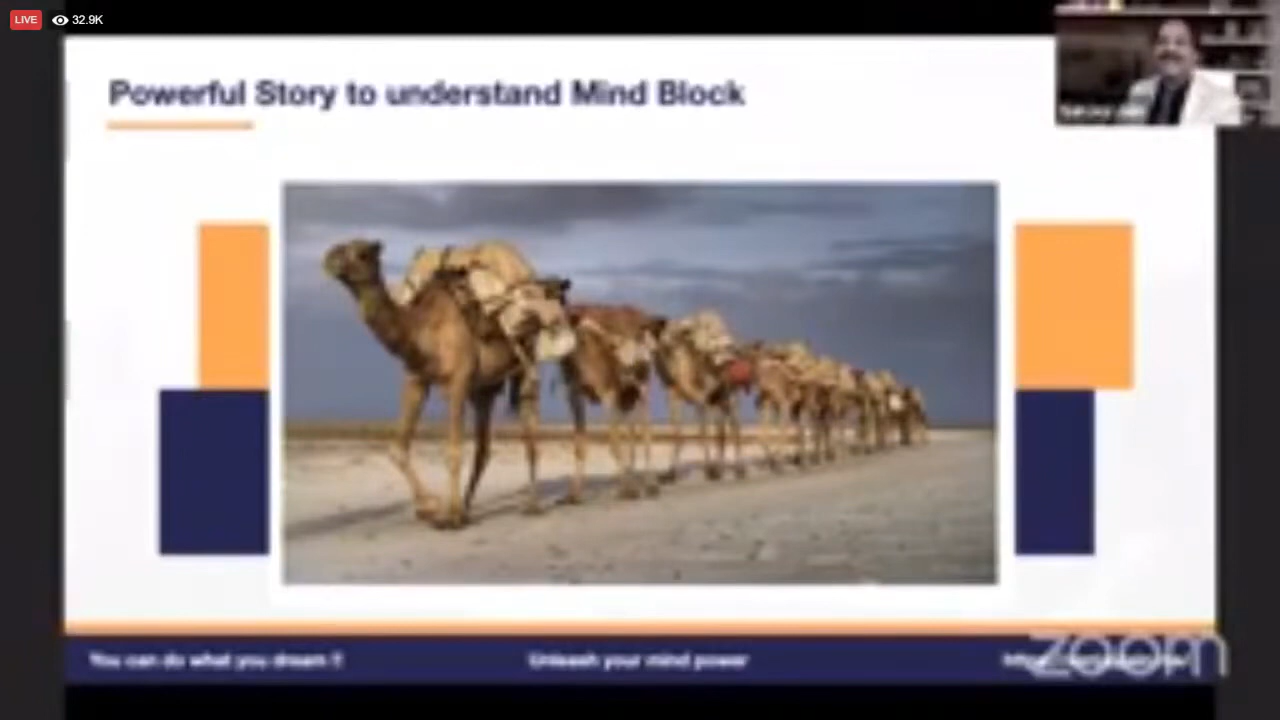 LIVE 32.9K
Powerful Story to understand Mind Block
You can do what you dream !!
Unleash your mind power
zoom